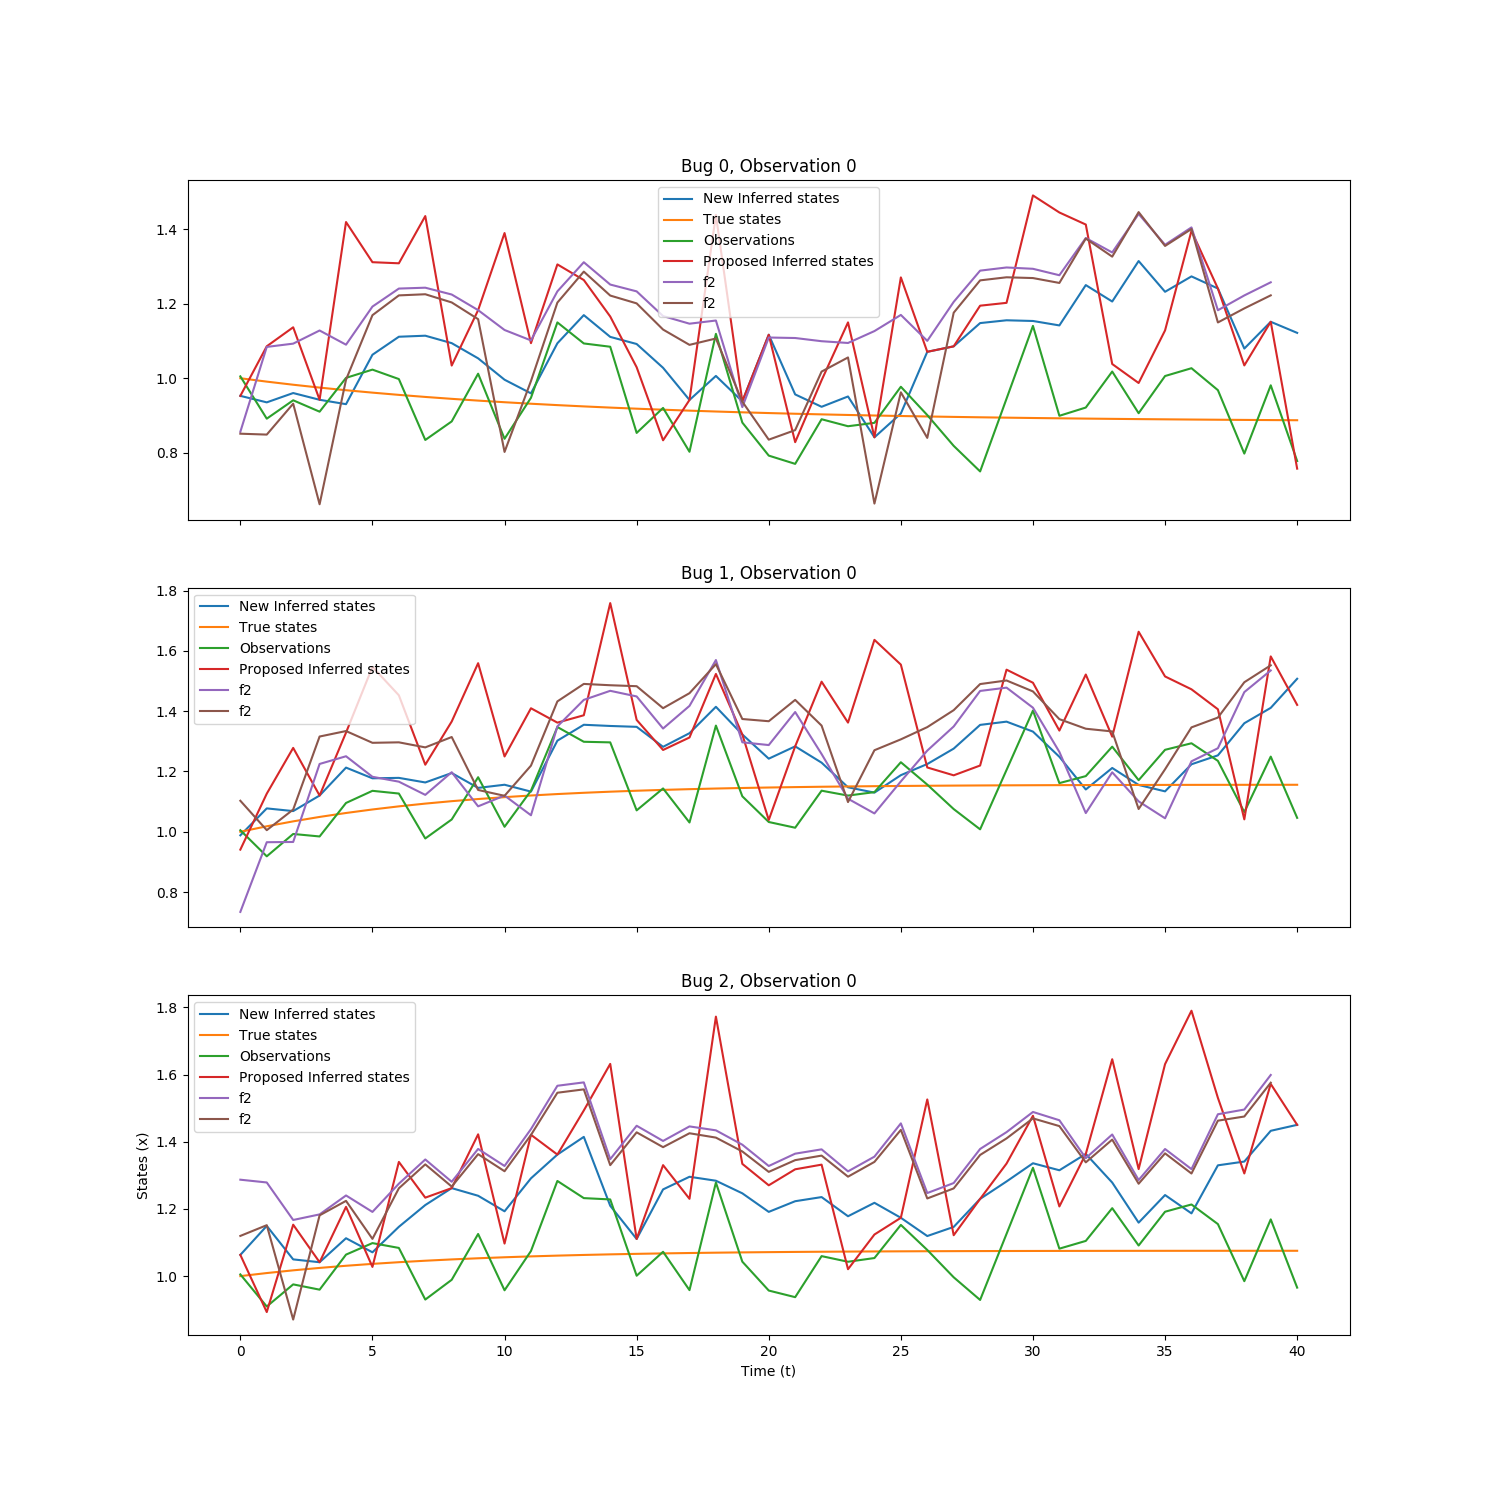 Bug 0, Observation 0
New Inferred states
True states
Observations
Proposed Inferred states
f2
f2
1.4
1.2
1.0
0.8
Bug 1, Observation 0
New Inferred states
True states
Observations
Proposed Inferred states
f2
f2
1.8
1.6
1.4
1.2
1.0
0.8
Bug 2, Observation 0
New Inferred states
True states
Observations
Proposed Inferred states
f2
f2
States (x)
1.8
1.6
1.4
1.2
1.0
0 5 10 15 20 25 30 35 40
Time (t)